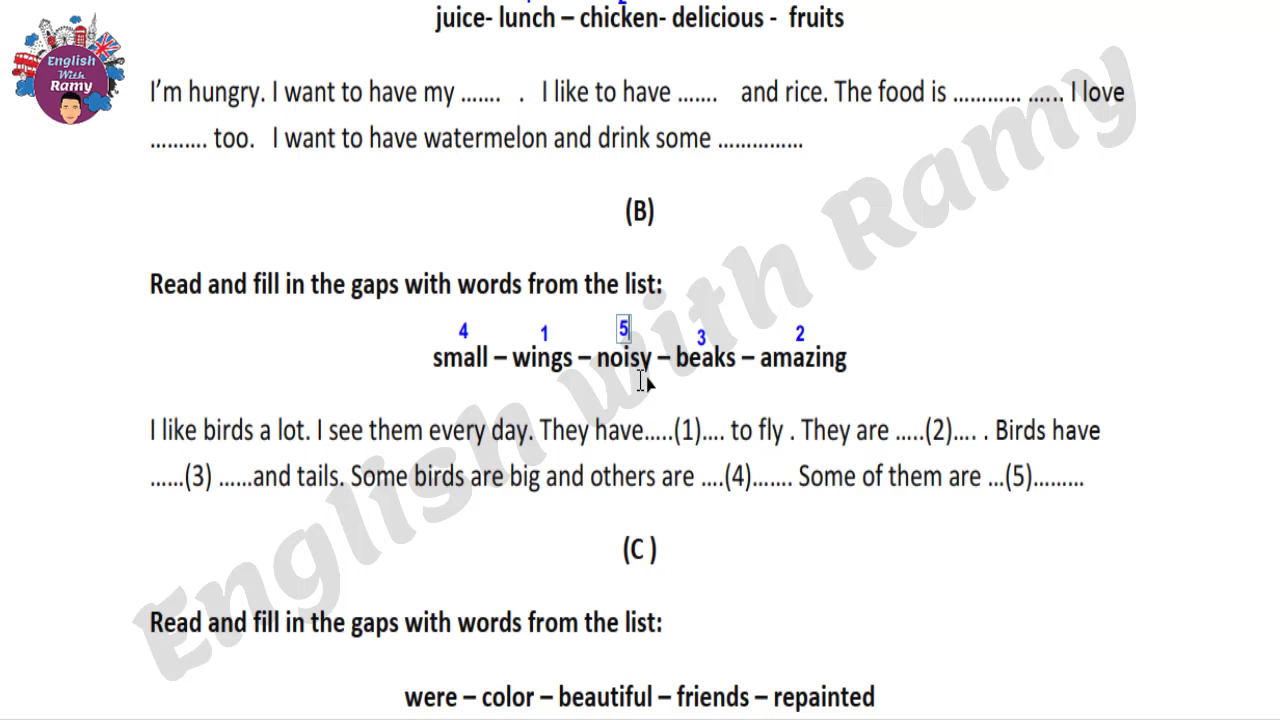 juice- lunch – chicken- delicious - fruits
English
With
Ramy
I'm hungry. I want to have my ....... . I like to have ....... and rice. The food is ............ ...... I love
.......... too. I want to have watermelon and drink some ...............
(B)
Read and fill in the gaps with words from the list:
4 1 5 3 2
small – wings – noisy – beaks – amazing
I like birds a lot. I see them every day. They have.....(1).... to fly . They are .....(2).... . Birds have
......(3) ......and tails. Some birds are big and others are ....(4)....... Some of them are ...(5).........
(C )
Read and fill in the gaps with words from the list:
were – color – beautiful – friends – repainted
English with Ramy